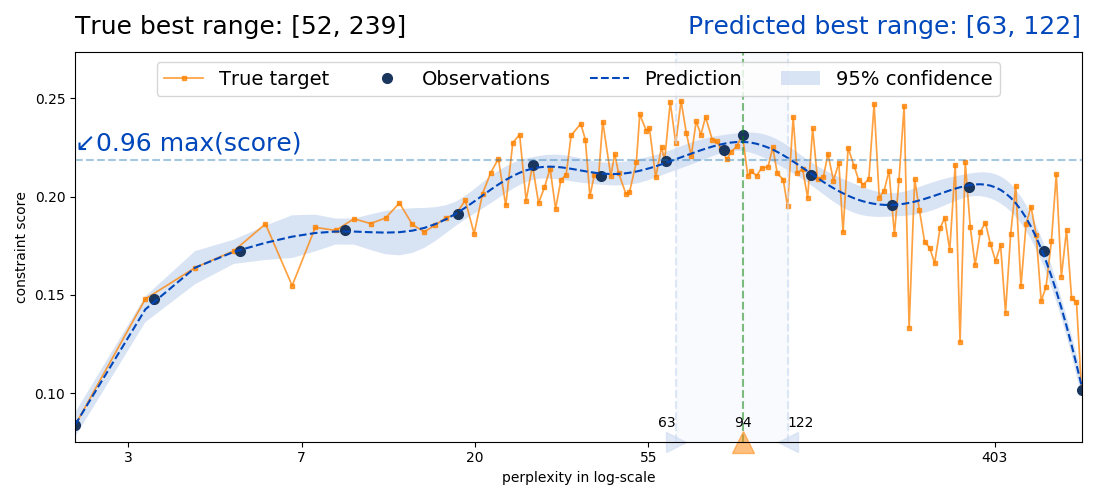 True best range: [52, 239]
Predicted best range: [63, 122]
True target
Observations
Prediction
95% confidence
↙0.96 max(score)
constraint score
0.25
0.20
0.15
0.10
63
94
122
3
7
20
55
403
perplexity in log-scale